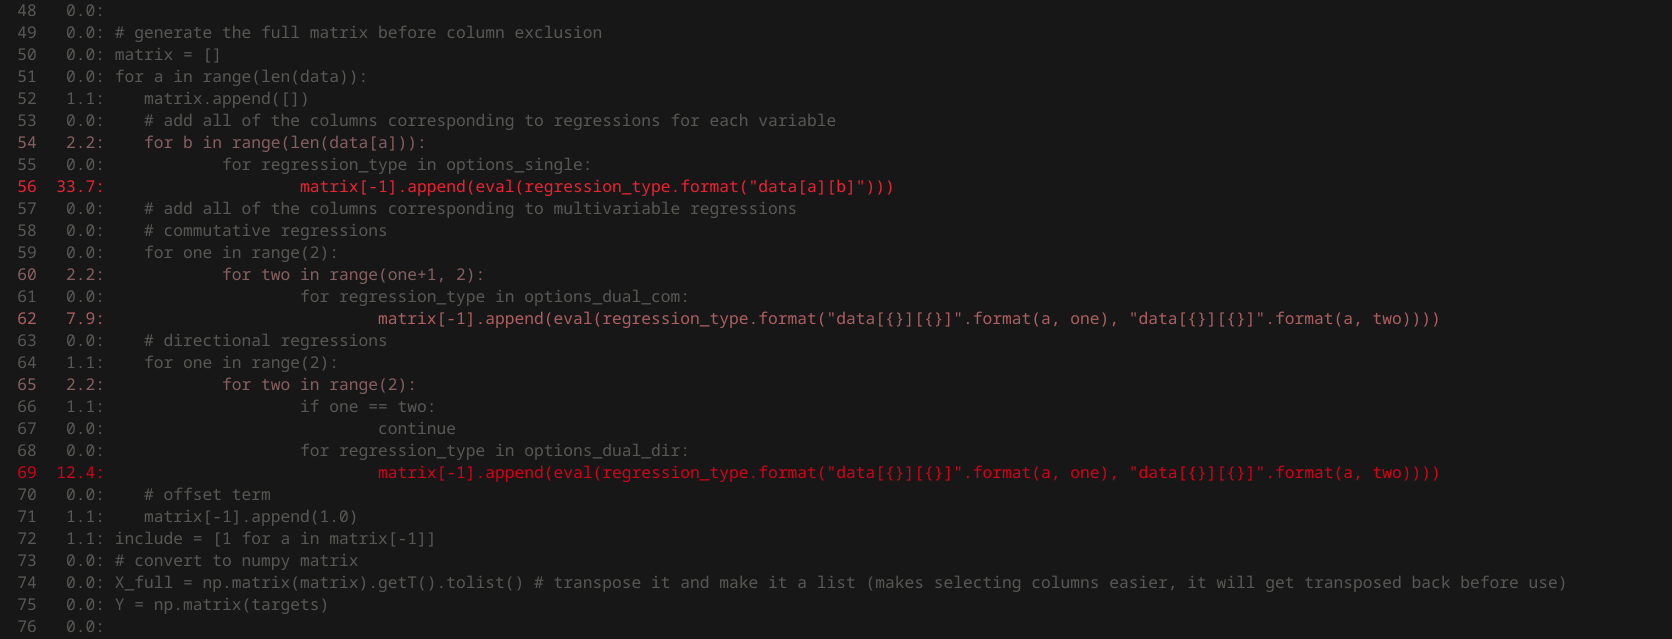 48 0.0:
49 0.0: # generate the full matrix before column exclusion
50 0.0: matrix = []
51 0.0: for a in range(len(data)):
52 1.1: matrix.append([])
53 0.0: # add all of the columns corresponding to regressions for each variable
54 2.2: for b in range(len(data[a])):
55 0.0: for regression_type in options_single:
56 33.7: matrix[-1].append(eval(regression_type.format("data[a][b]")))
57 0.0: # add all of the columns corresponding to multivariable regressions
58 0.0: # commutative regressions
59 0.0: for one in range(2):
60 2.2: for two in range(one+1, 2):
61 0.0: for regression_type in options_dual_com:
62 7.9: matrix[-1].append(eval(regression_type.format("data[{}][{}]".format(a, one), "data[{}][{}]".format(a, two))))
63 0.0: # directional regressions
64 1.1: for one in range(2):
65 2.2: for two in range(2):
66 1.1: if one == two:
67 0.0: continue
68 0.0: for regression_type in options_dual_dir:
69 12.4: matrix[-1].append(eval(regression_type.format("data[{}][{}]".format(a, one), "data[{}][{}]".format(a, two))))
70 0.0: # offset term
71 1.1: matrix[-1].append(1.0)
72 1.1: include = [1 for a in matrix[-1]]
73 0.0: # convert to numpy matrix
74 0.0: X_full = np.matrix(matrix).getT().tolist() # transpose it and make it a list (makes selecting columns easier, it will get transposed back before use)
75 0.0: Y = np.matrix(targets)
76 0.0: